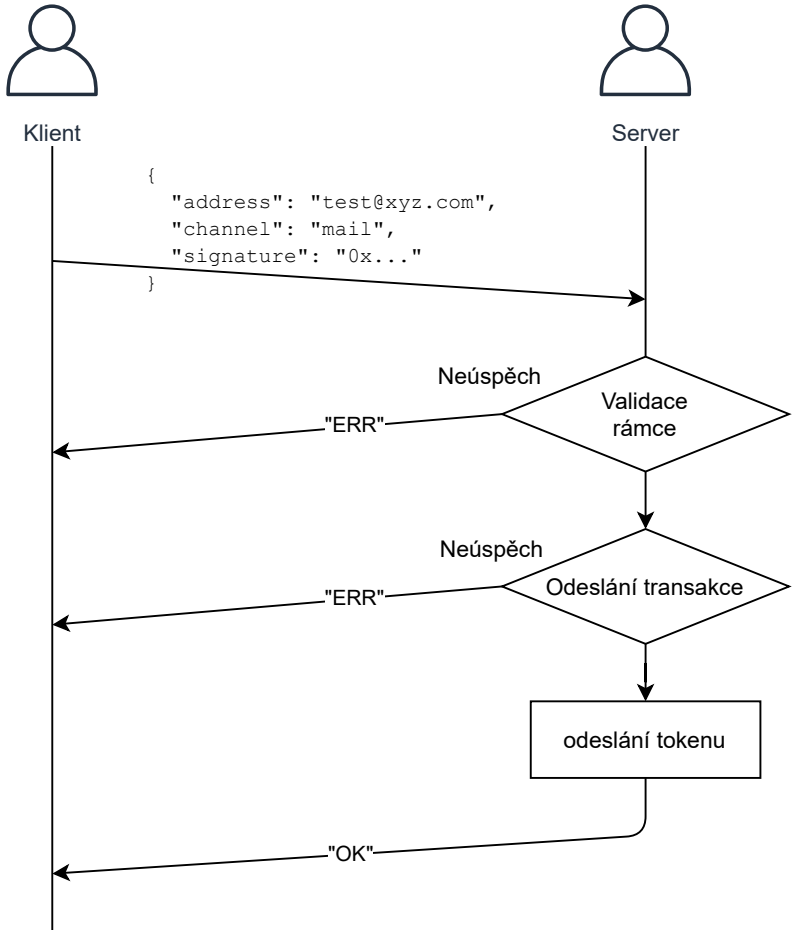 Klient
Server
{
"address": "test@xyz.com",
"channel": "mail",
"signature": "0x..."
}
Neúspěch
Validace
rámce
"ERR"
Neúspěch
Odeslání transakce
"ERR"
odeslání tokenu
"OK"